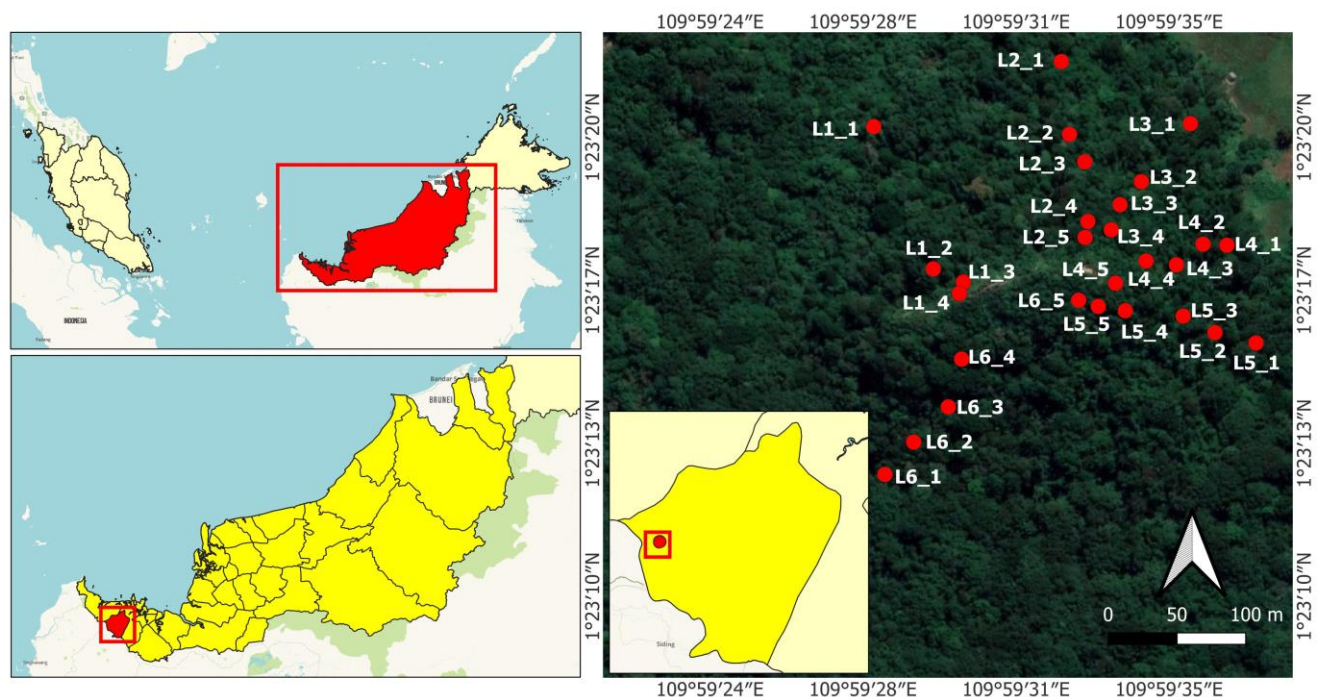 INDONESIA
BRUNEI
Bandar S
BRUNEI
109°59′24″E 109°59′28″E 109°59′31″E 109°59′35″E
L2_1
L1_1
L2_2
L3_1
L2_3
L3_2
L3_3
L2_4
L4_2
L2_5
L3_4
L4_1
L1_2
L1_3
L4_5
L4_4
L4_3
L1_4
L6_5
L5_3
L5_5
L5_4
L5_2
L5_1
L6_4
L6_3
L6_2
L6_1
1°23′20″N
1°23′17″N
1°23′13″N
1°23′10″N
1°23′20″N
1°23′17″N
1°23′13″N
1°23′10″N
Siding
0 50 100 m
109°59′24″E 109°59′28″E 109°59′31″E 109°59′35″E